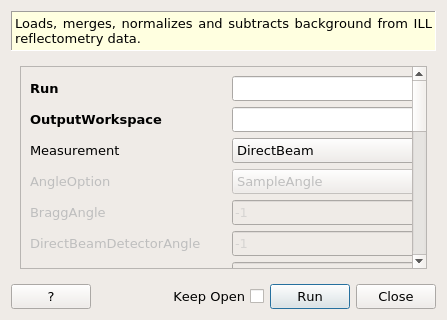 Loads, merges, normalizes and subtracts background from ILL
reflectometry data.
Run
OutputWorkspace
Measurement DirectBeam
AngleOption SampleAngle
BraggAngle -1
DirectBeamDetectorAngle -1
? Keep Open Run Close